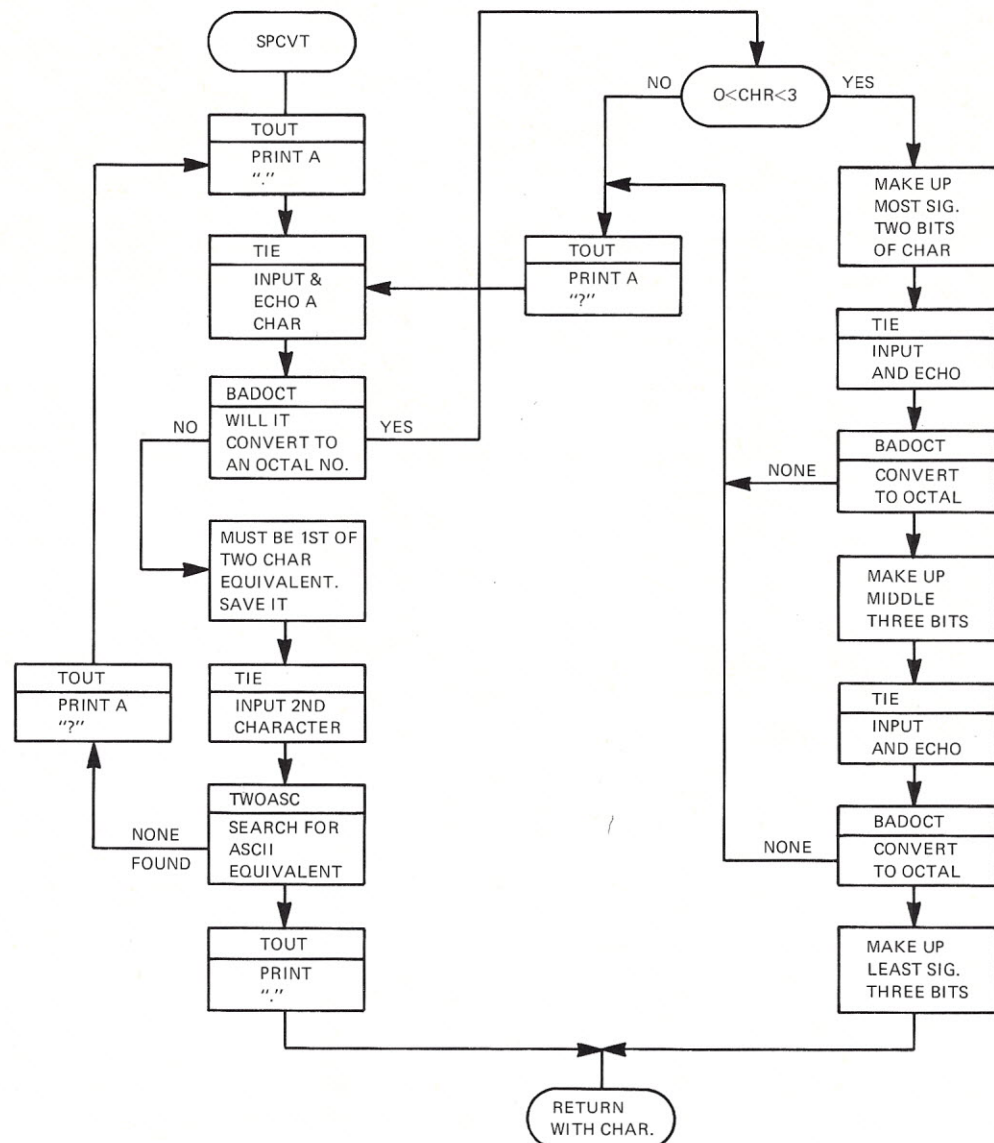 SPCVT
TOUT
PRINT A
"."
TIE
INPUT &
ECHO A
CHAR
BADOCT
WILL IT
CONVERT TO
AN OCTAL NO.
NO
YES
MUST BE 1ST OF
TWO CHAR
EQUIVALENT.
SAVE IT
TIE
INPUT 2ND
CHARACTER
TWOASC
SEARCH FOR
ASCII
EQUIVALENT
NONE
FOUND
TOUT
PRINT A
"?"
TOUT
PRINT
"."
O<CHR<3
NO
YES
TOUT
PRINT A
"?"
MAKE UP
MOST SIG.
TWO BITS
OF CHAR
TIE
INPUT
AND ECHO
BADOCT
CONVERT
TO OCTAL
NONE
MAKE UP
MIDDLE
THREE BITS
TIE
INPUT
AND ECHO
BADOCT
CONVERT
TO OCTAL
NONE
MAKE UP
LEAST SIG.
THREE BITS
RETURN
WITH CHAR.